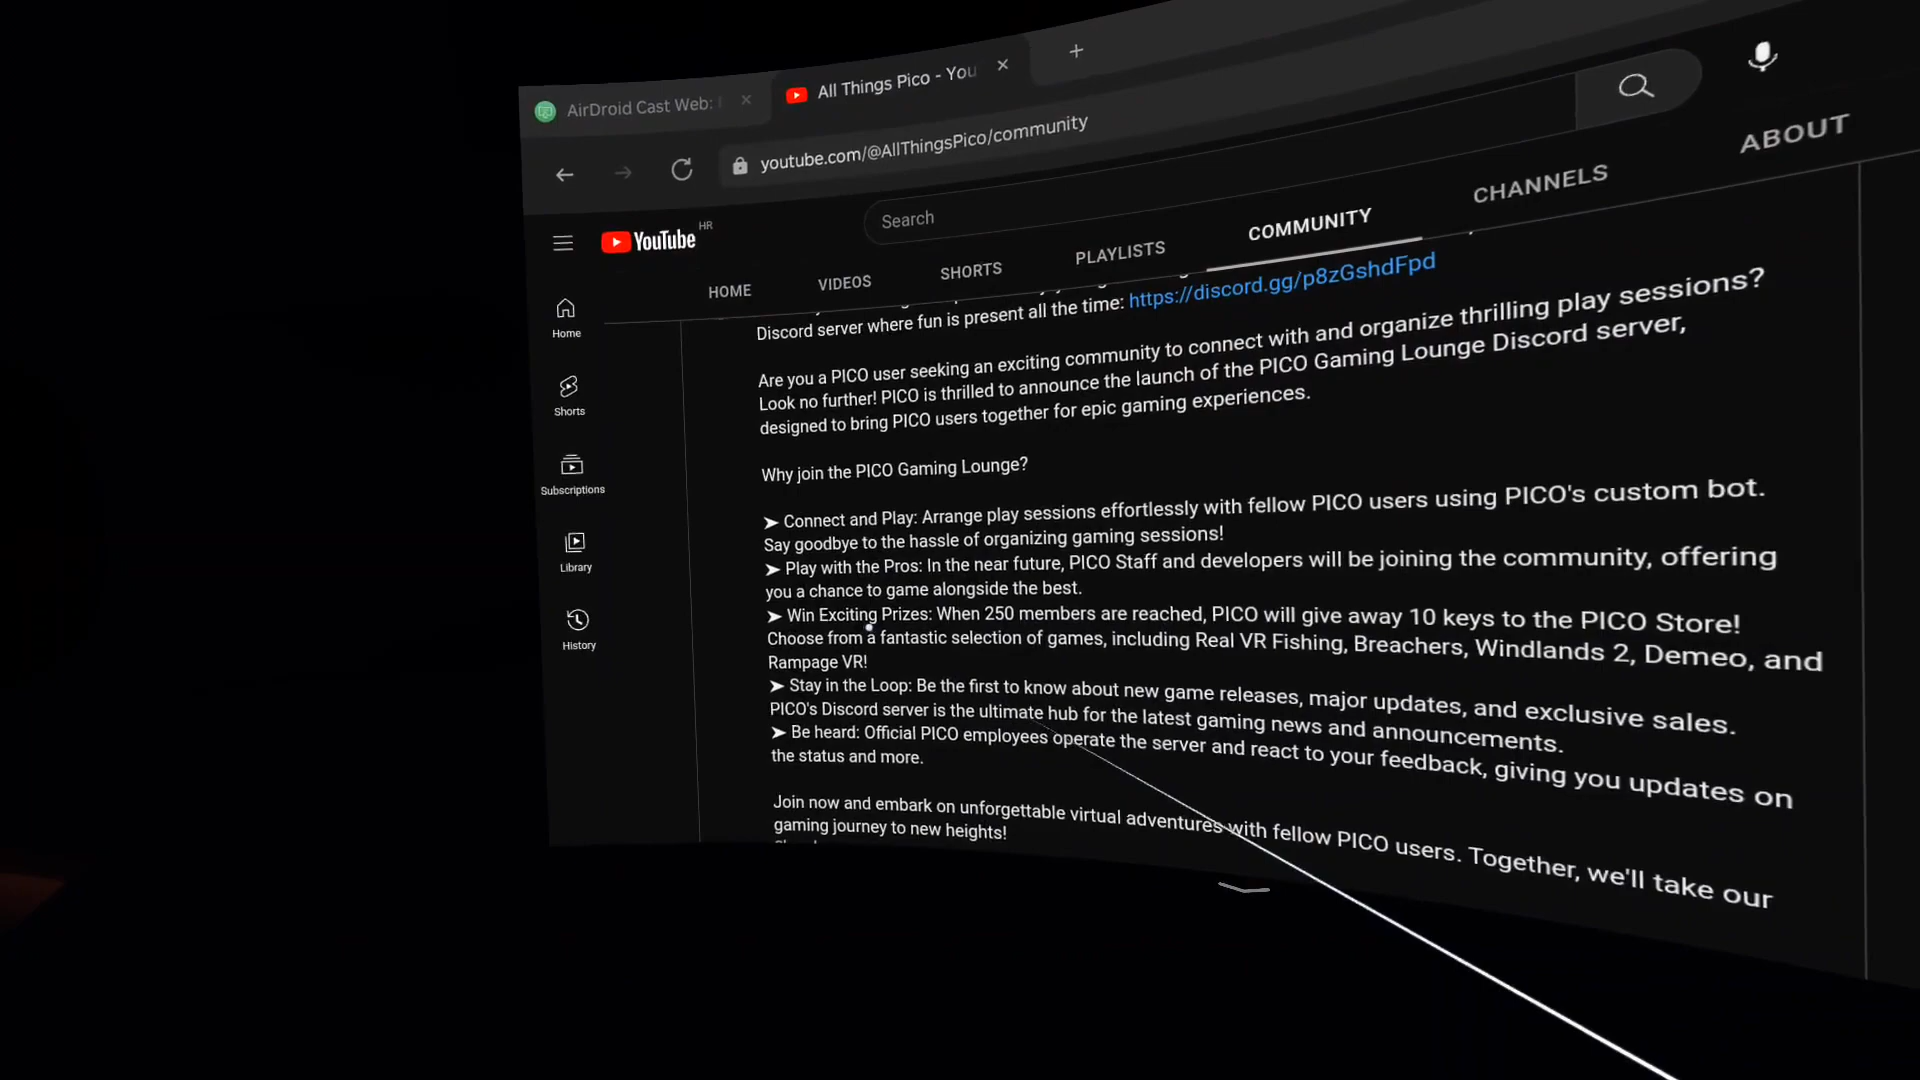 AirDroid Cast Web:
All Things Pico - You
youtube.com/@AllThingsPico/community
YouTube
HR
Search
HOME
VIDEOS
SHORTS
PLAYLISTS
COMMUNITY
CHANNELS
ABOUT
Home
Shorts
Subscriptions
Library
History
Discord server where fun is present all the time: https://discord.gg/p8zGshdFpd
Are you a PICO user seeking an exciting community to connect with and organize thrilling play sessions?
Look no further! PICO is thrilled to announce the launch of the PICO Gaming Lounge Discord server,
designed to bring PICO users together for epic gaming experiences.
Why join the PICO Gaming Lounge?
➤ Connect and Play: Arrange play sessions effortlessly with fellow PICO users using PICO's custom bot.
Say goodbye to the hassle of organizing gaming sessions!
➤ Play with the Pros: In the near future, PICO Staff and developers will be joining the community, offering
you a chance to game alongside the best.
➤ Win Exciting Prizes: When 250 members are reached, PICO will give away 10 keys to the PICO Store!
Choose from a fantastic selection of games, including Real VR Fishing, Breachers, Windlands 2, Demeo, and
Rampage VR!
➤ Stay in the Loop: Be the first to know about new game releases, major updates, and exclusive sales.
PICO's Discord server is the ultimate hub for the latest gaming news and announcements.
➤ Be heard: Official PICO employees operate the server and react to your feedback, giving you updates on
the status and more.
Join now and embark on unforgettable virtual adventures with fellow PICO users. Together, we'll take our
gaming journey to new heights!